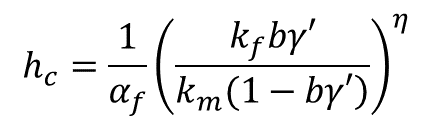 h_c = \frac{1}{\alpha_f} \left( \frac{k_f b \gamma'}{k_m (1 - b \gamma')} \right)^{\eta}